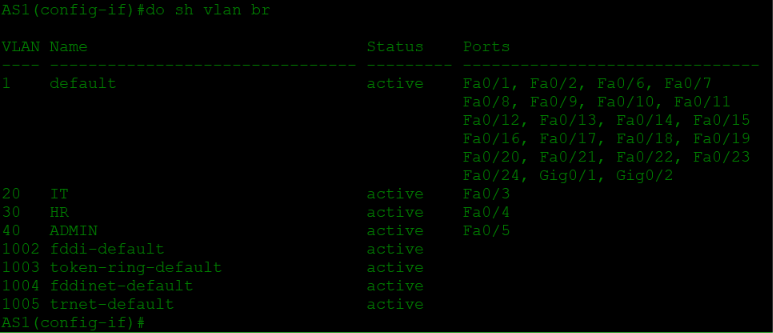 AS1(config-if)#do sh vlan br
VLAN Name                             Status    Ports
---- -------------------------------- --------- -------------------------------
1    default                          active    Fa0/1, Fa0/2, Fa0/6, Fa0/7
                                                Fa0/8, Fa0/9, Fa0/10, Fa0/11
                                                Fa0/12, Fa0/13, Fa0/14, Fa0/15
                                                Fa0/16, Fa0/17, Fa0/18, Fa0/19
                                                Fa0/20, Fa0/21, Fa0/22, Fa0/23
                                                Fa0/24, Gig0/1, Gig0/2
20   IT                               active    Fa0/3
30   HR                               active    Fa0/4
40   ADMIN                            active    Fa0/5
1002 fddi-default                     active
1003 token-ring-default               active
1004 fddinet-default                  active
1005 trnet-default                    active
AS1(config-if)#